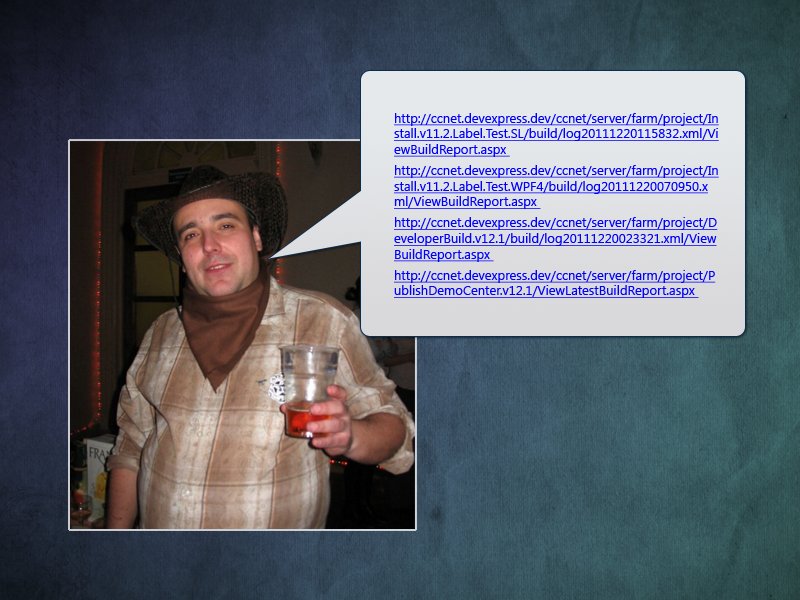 http://ccnet.devexpress.dev/ccnet/server/farm/project/In
stall.v11.2.Label.Test.SL/build/log20111220115832.xml/Vi
ewBuildReport.aspx
http://ccnet.devexpress.dev/ccnet/server/farm/project/In
stall.v11.2.Label.Test.WPF4/build/log20111220070950.x
ml/ViewBuildReport.aspx
http://ccnet.devexpress.dev/ccnet/server/farm/project/D
eveloperBuild.v12.1/build/log20111220023321.xml/View
BuildReport.aspx
http://ccnet.devexpress.dev/ccnet/server/farm/project/P
ublishDemoCenter.v12.1/ViewLatestBuildReport.aspx
FRA